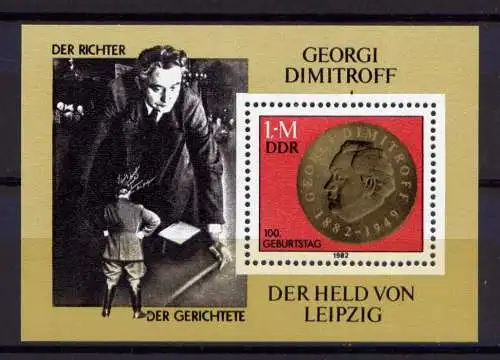 DER RICHTER
GEORGI
DIMITROFF
1.-M
DDR
GEORGI DIMITROFF
1882-1949
100.
GEBURTSTAG
1982
DER GERICHTETE
DER HELD VON
LEIPZIG